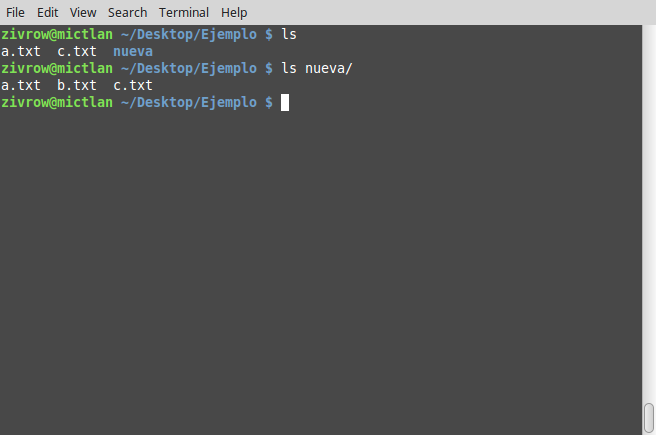 File Edit View Search Terminal Help
zivrow@mictlan ~/Desktop/Ejemplo $ ls
a.txt  c.txt  nueva
zivrow@mictlan ~/Desktop/Ejemplo $ ls nueva/
a.txt  b.txt  c.txt
zivrow@mictlan ~/Desktop/Ejemplo $